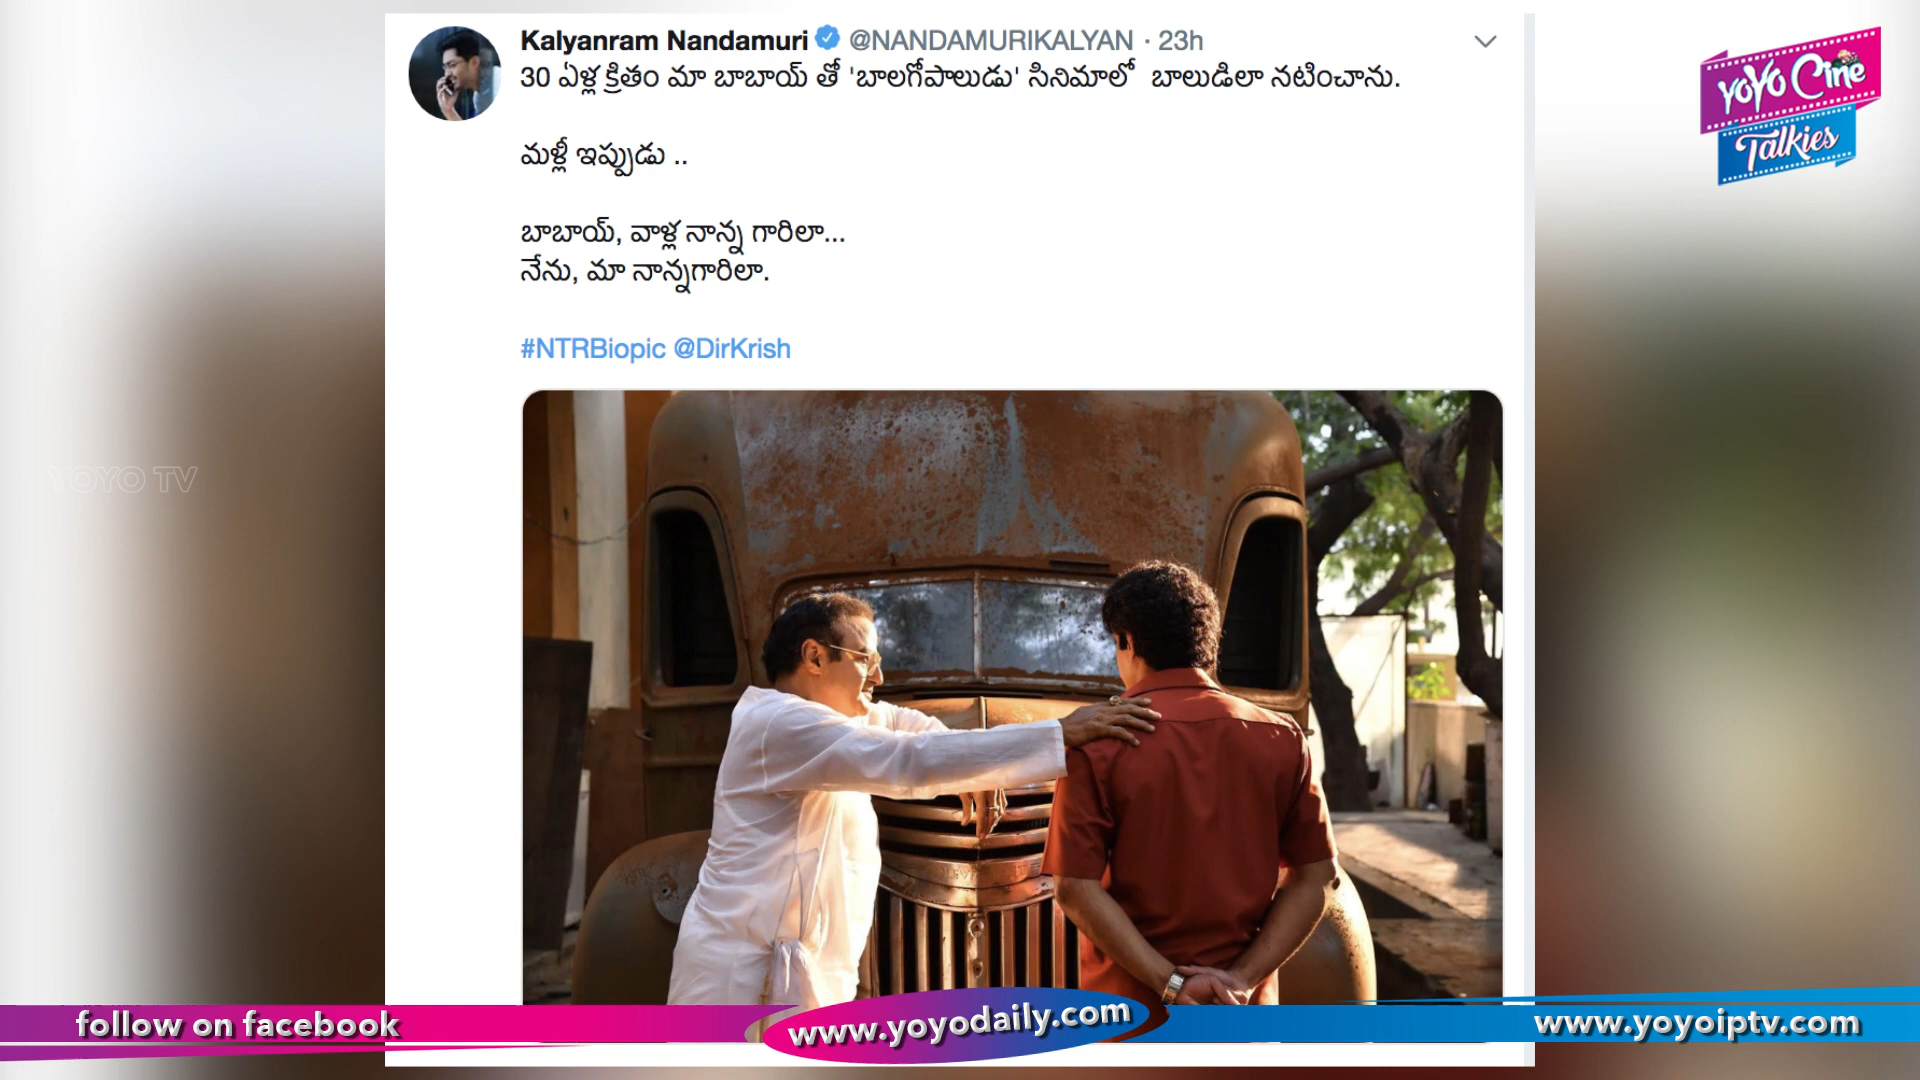 Kalyanram Nandamuri @NANDAMURIKALYAN · 23h
30 ఏళ్ల క్రితం మా బాబాయ్ తో 'బాలగోపాలుడు' సినిమాలో బాలుడిలా నటించాను.
మళ్లీ ఇప్పుడు ..
బాబాయ్, వాళ్ల నాన్న గారిలా...
నేను, మా నాన్నగారిలా.
#NTRBiopic @DirKrish
YOYO Cine
Talkies
YOYO TV
follow on facebook
www.yoyodaily.com
www.yoyoiptv.com